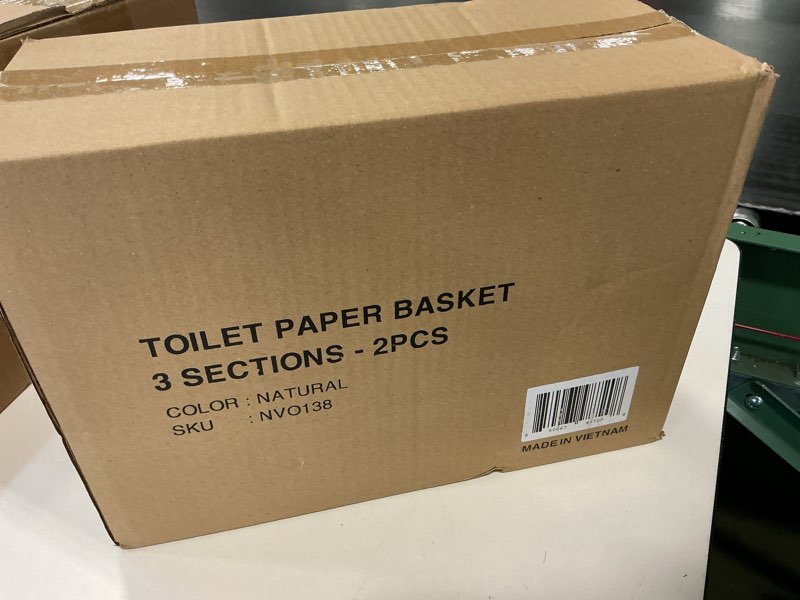 TOILET PAPER BASKET
3 SECTIONS - 2PCS
COLOR : NATURAL
SKU : NVO138
MADE IN VIETNAM